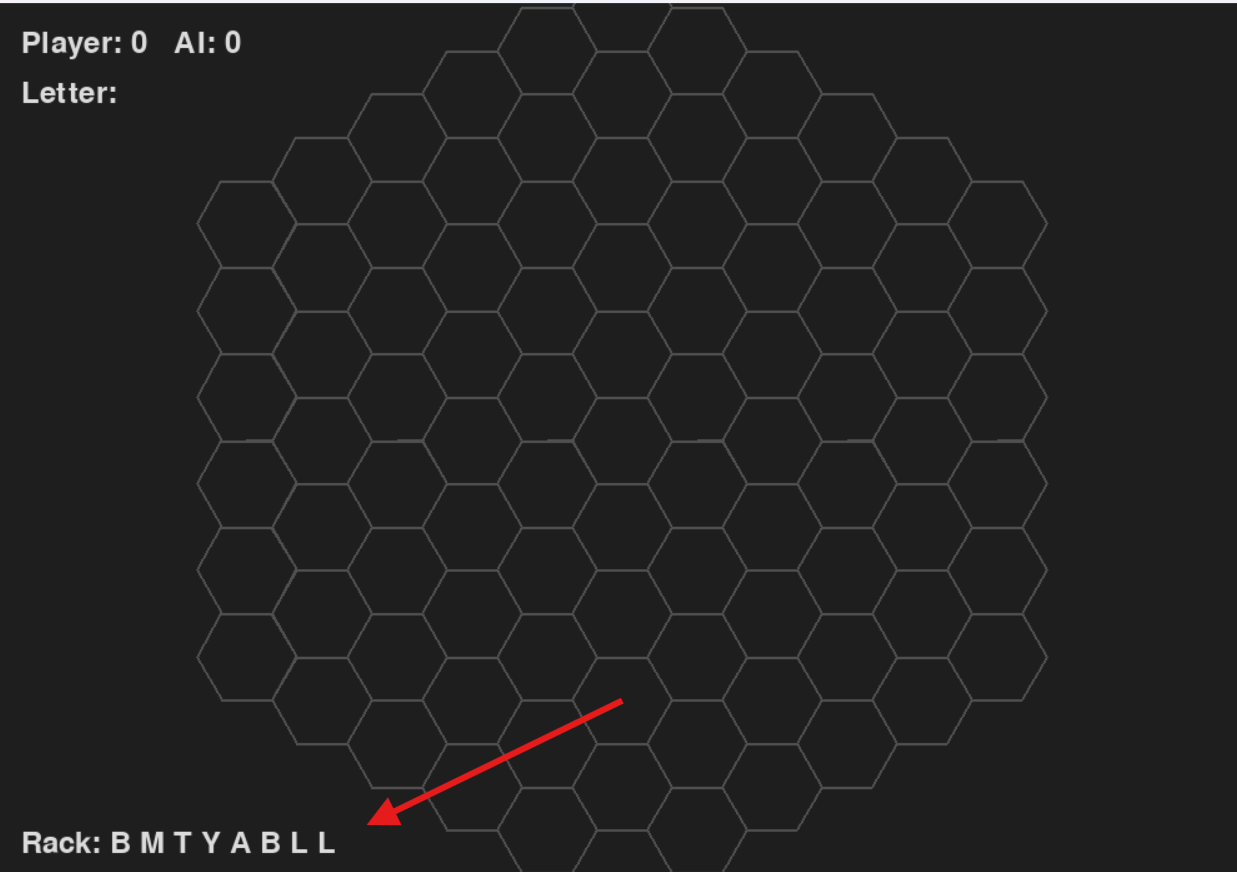 Player: 0 AI: 0
Letter:
Rack: B M T Y A B L L